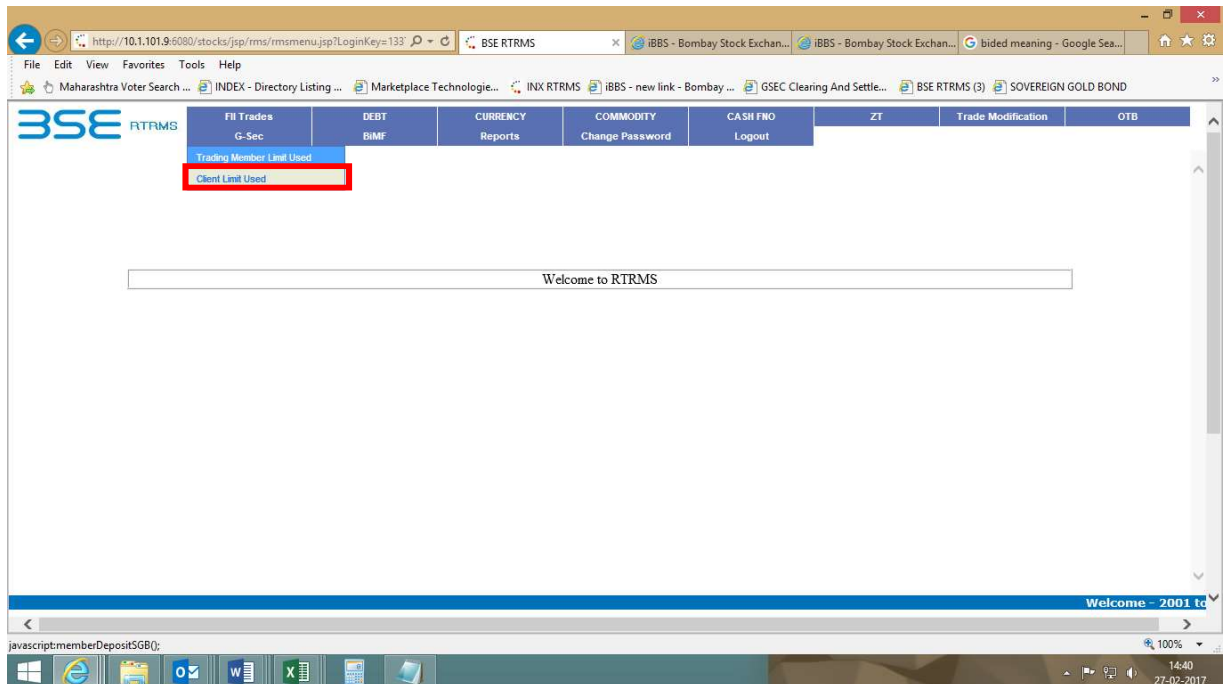 http://10.1.101.9:6080/stocks/jsp/rms/rmsmenu.jsp?LoginKey=133
BSE RTRMS
iBBS - Bombay Stock Exchan...
iBBS - Bombay Stock Exchan...
bided meaning - Google Sea...
File Edit View Favorites Tools Help
Maharashtra Voter Search ... INDEX - Directory Listing ... Marketplace Technologie... INX RTRMS iBBS - new link - Bombay ... GSEC Clearing And Settle... BSE RTRMS (3) SOVEREIGN GOLD BOND
BSE RTRMS
FII Trades DEBT CURRENCY COMMODITY CASH FNO ZT Trade Modification OTB
G-Sec BiMF Reports Change Password Logout
Trading Member Limit Used
Client Limit Used
Welcome to RTRMS
Welcome - 2001 to
javascript:memberDepositSGB();
100%
14:40
27-02-2017